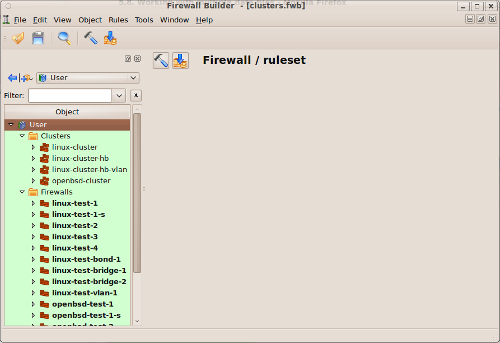 Firewall Builder - [clusters.fwb]
File Edit View Object Rules Tools Window Help
User
Firewall / ruleset
Filter:
Object
User
Clusters
linux-cluster
linux-cluster-hb
linux-cluster-hb-vlan
openbsd-cluster
Firewalls
linux-test-1
linux-test-1-s
linux-test-2
linux-test-3
linux-test-4
linux-test-bond-1
linux-test-bridge-1
linux-test-bridge-2
linux-test-vlan-1
openbsd-test-1
openbsd-test-1-s
openbsd-test-2